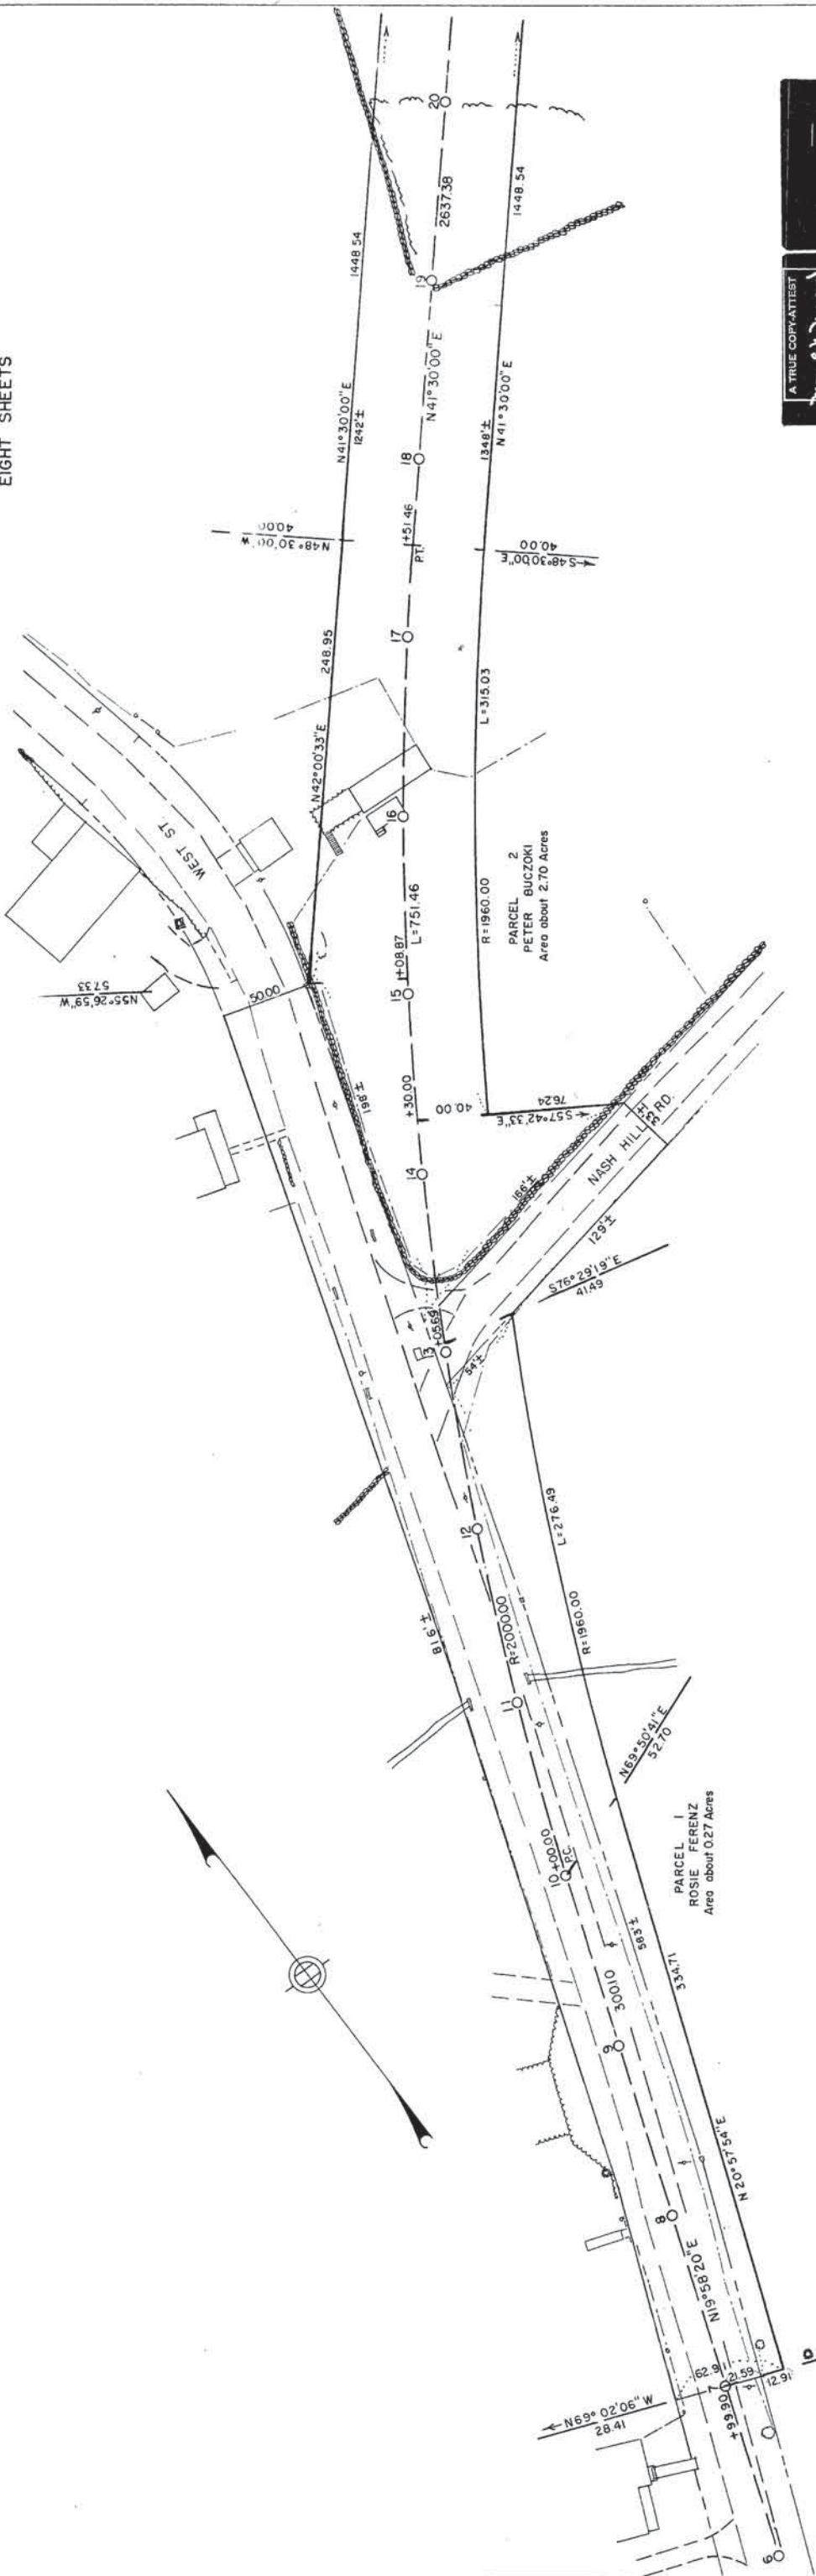 EIGHT SHEETS
A TRUE COPY-ATTEST
20
2637.38
1448.54
1448.54
19
N41°30'00"E
1242'±
N41°30'00"E
1348'±
N41°30'00"E
18
N48°30'00"W
40.00
+51.46
P.T.
S48°30'00"E
40.00
17
248.95
N42°00'33"E
L=315.03
WEST ST
16
L=751.46
R=1960.00
PARCEL 2
PETER BUCZOKI
Area about 2.70 Acres
N55°26'59"W
57.33
50.00
15
+08.87
198'±
+30.00
40.00
S57°42'33"E
76.24
14
NASH HILL RD.
33'±
166'±
129'±
S76°29'19"E
41.49
13
+05.69
54'±
12
L=276.49
R=2000.00
R=1960.00
816'±
11
N69°50'41"E
52.70
10+00.00
P.C.
PARCEL 1
ROSIE FERENZ
Area about 0.27 Acres
583'±
300.10
334.71
9
N20°57'54"E
8
N19°58'20"E
62.91
21.59
12.91
7
+99.90
N69°02'06"W
28.41
10
6